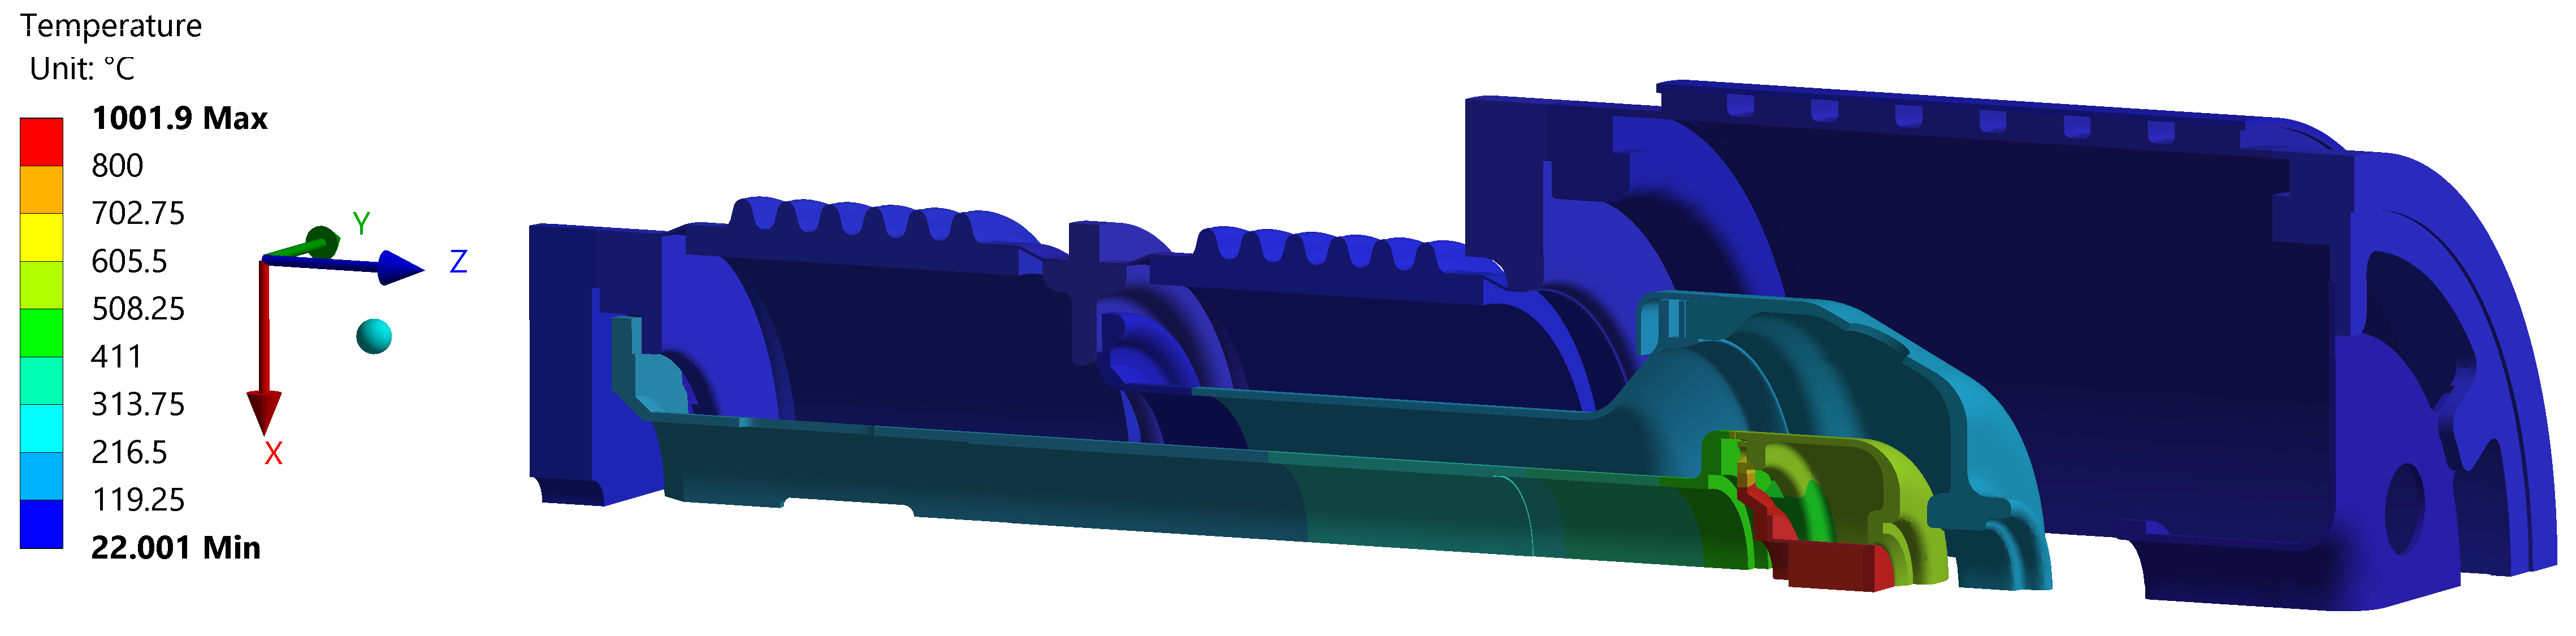 Temperature
Unit: °C
1001.9 Max
800
702.75
605.5
508.25
411
313.75
216.5
119.25
22.001 Min
Y
Z
X